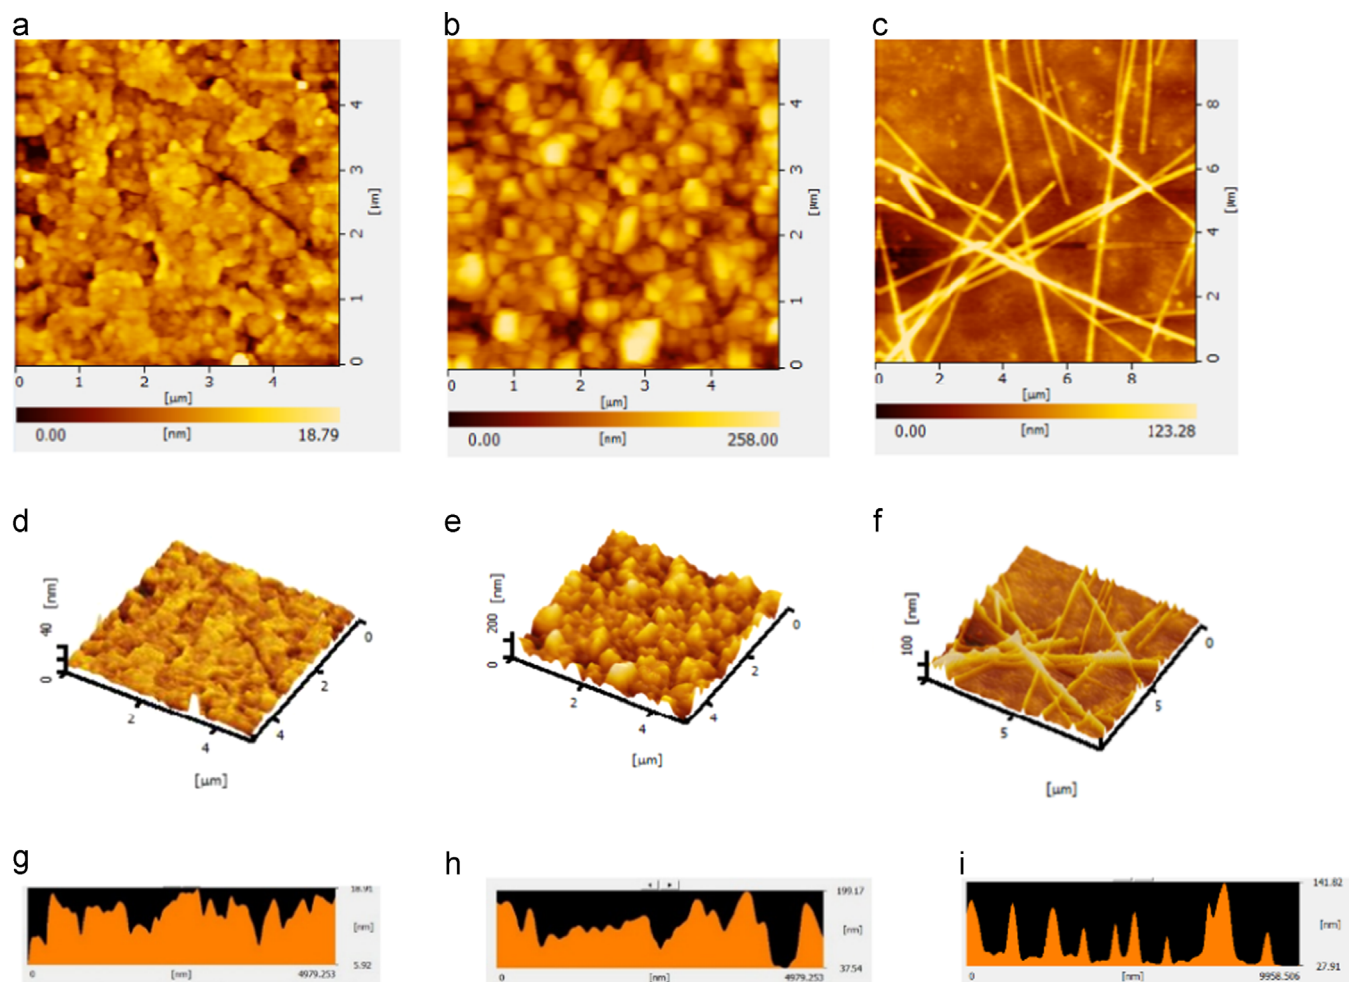 a
b
c
4
3
2
1
0
[µm]
0 1 2 3 4
[µm]
0.00 [nm] 18.79
4
3
2
1
0
[µm]
0 1 2 3 4
[µm]
0.00 [nm] 258.00
8
6
4
2
0
[µm]
0 2 4 6 8
[µm]
0.00 [nm] 123.28
d
e
f
[nm]
40
0
2
4
0
2
4
[µm]
[nm]
200
0
2
4
0
2
4
[µm]
[nm]
100
5
0
5
[µm]
g
h
i
18.91
[nm]
5.92
0 [nm] 4979.253
199.17
[nm]
37.54
0 [nm] 4979.253
141.82
[nm]
27.91
0 [nm] 9958.506